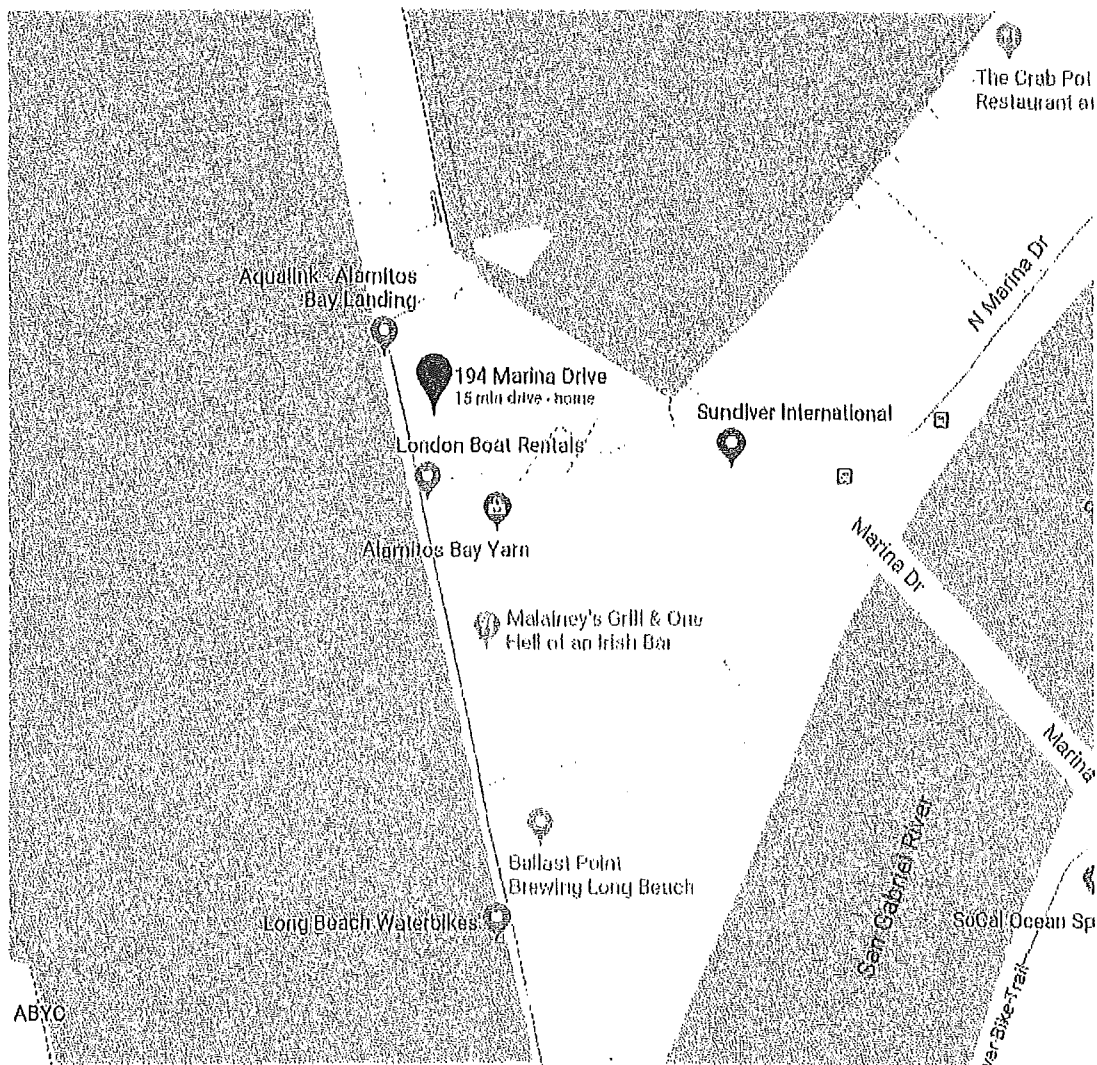 The Crab Pot
Restaurant
N Marina Dr
Aqualink - Alamitos
Bay Landing
194 Marina Drive
15 min drive - home
Sundiver International
London Boat Rentals
Alamitos Bay Yarn
Marina Dr
Malainey's Grill & One
Hell of an Irish Bar
Marina
Ballast Point
Brewing Long Beach
San Gabriel River
Long Beach Waterbikes
SoCal Ocean Sp
ABYC
ver Bike Trail